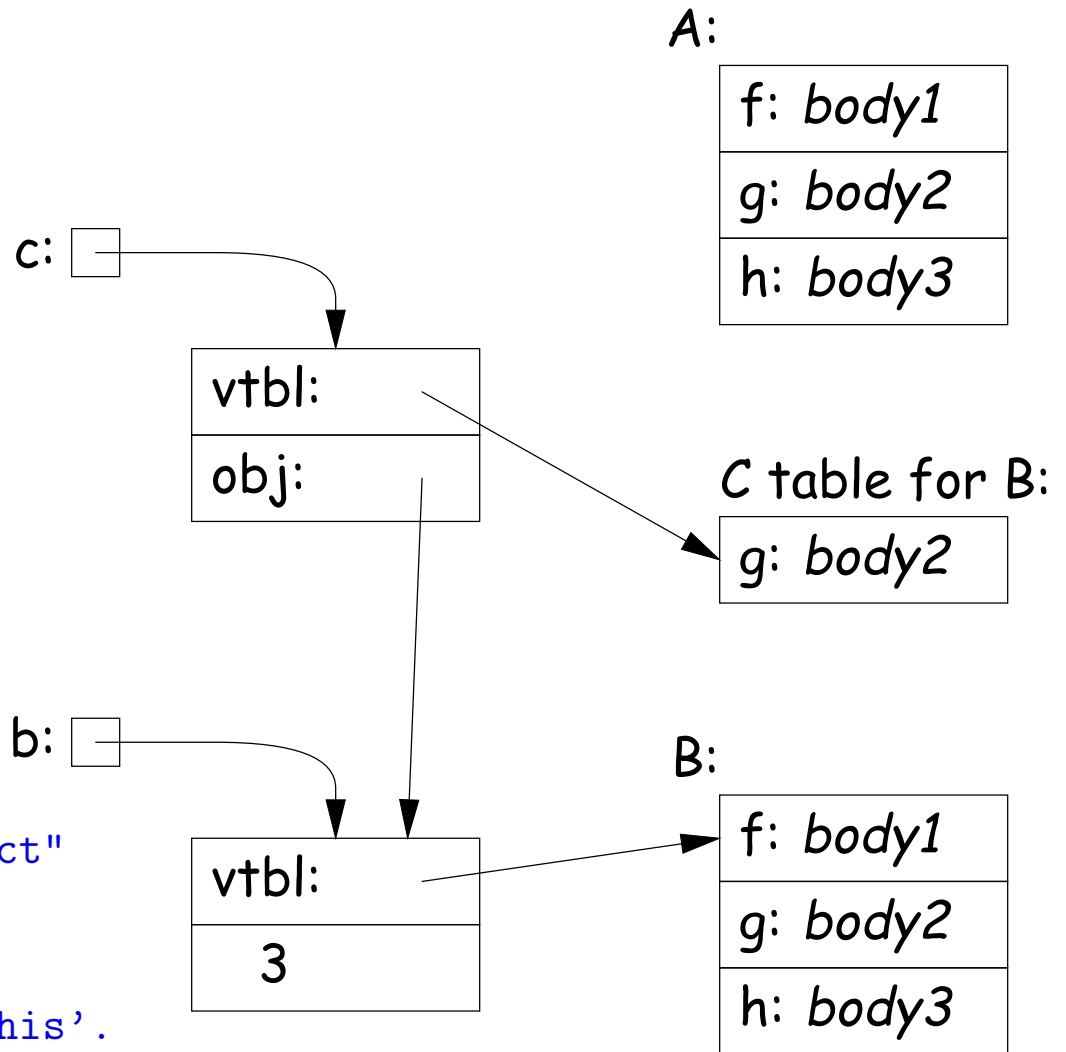 A:
f: body1
g: body2
h: body3
c:
vtbl:
obj:
C table for B:
g: body2
b:
B:
f: body1
g: body2
h: body3
vtbl:
3
ct"
his’.